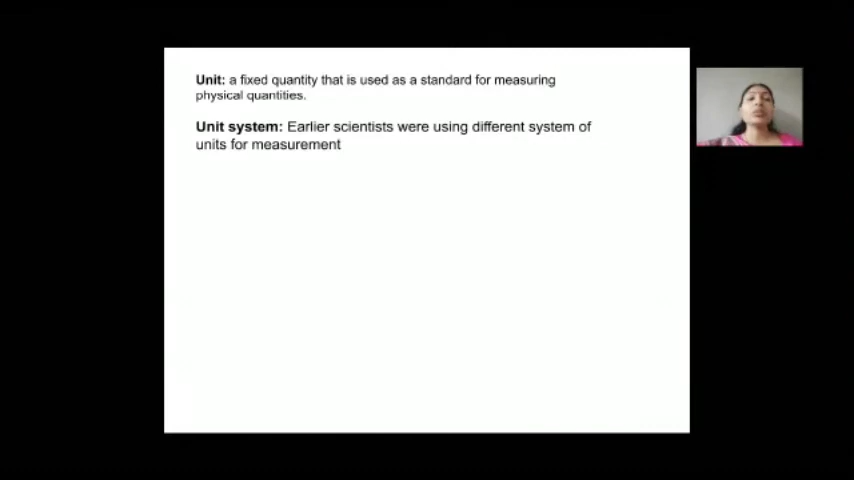 Unit: a fixed quantity that is used as a standard for measuring
physical quantities.
Unit system: Earlier scientists were using different system of
units for measurement